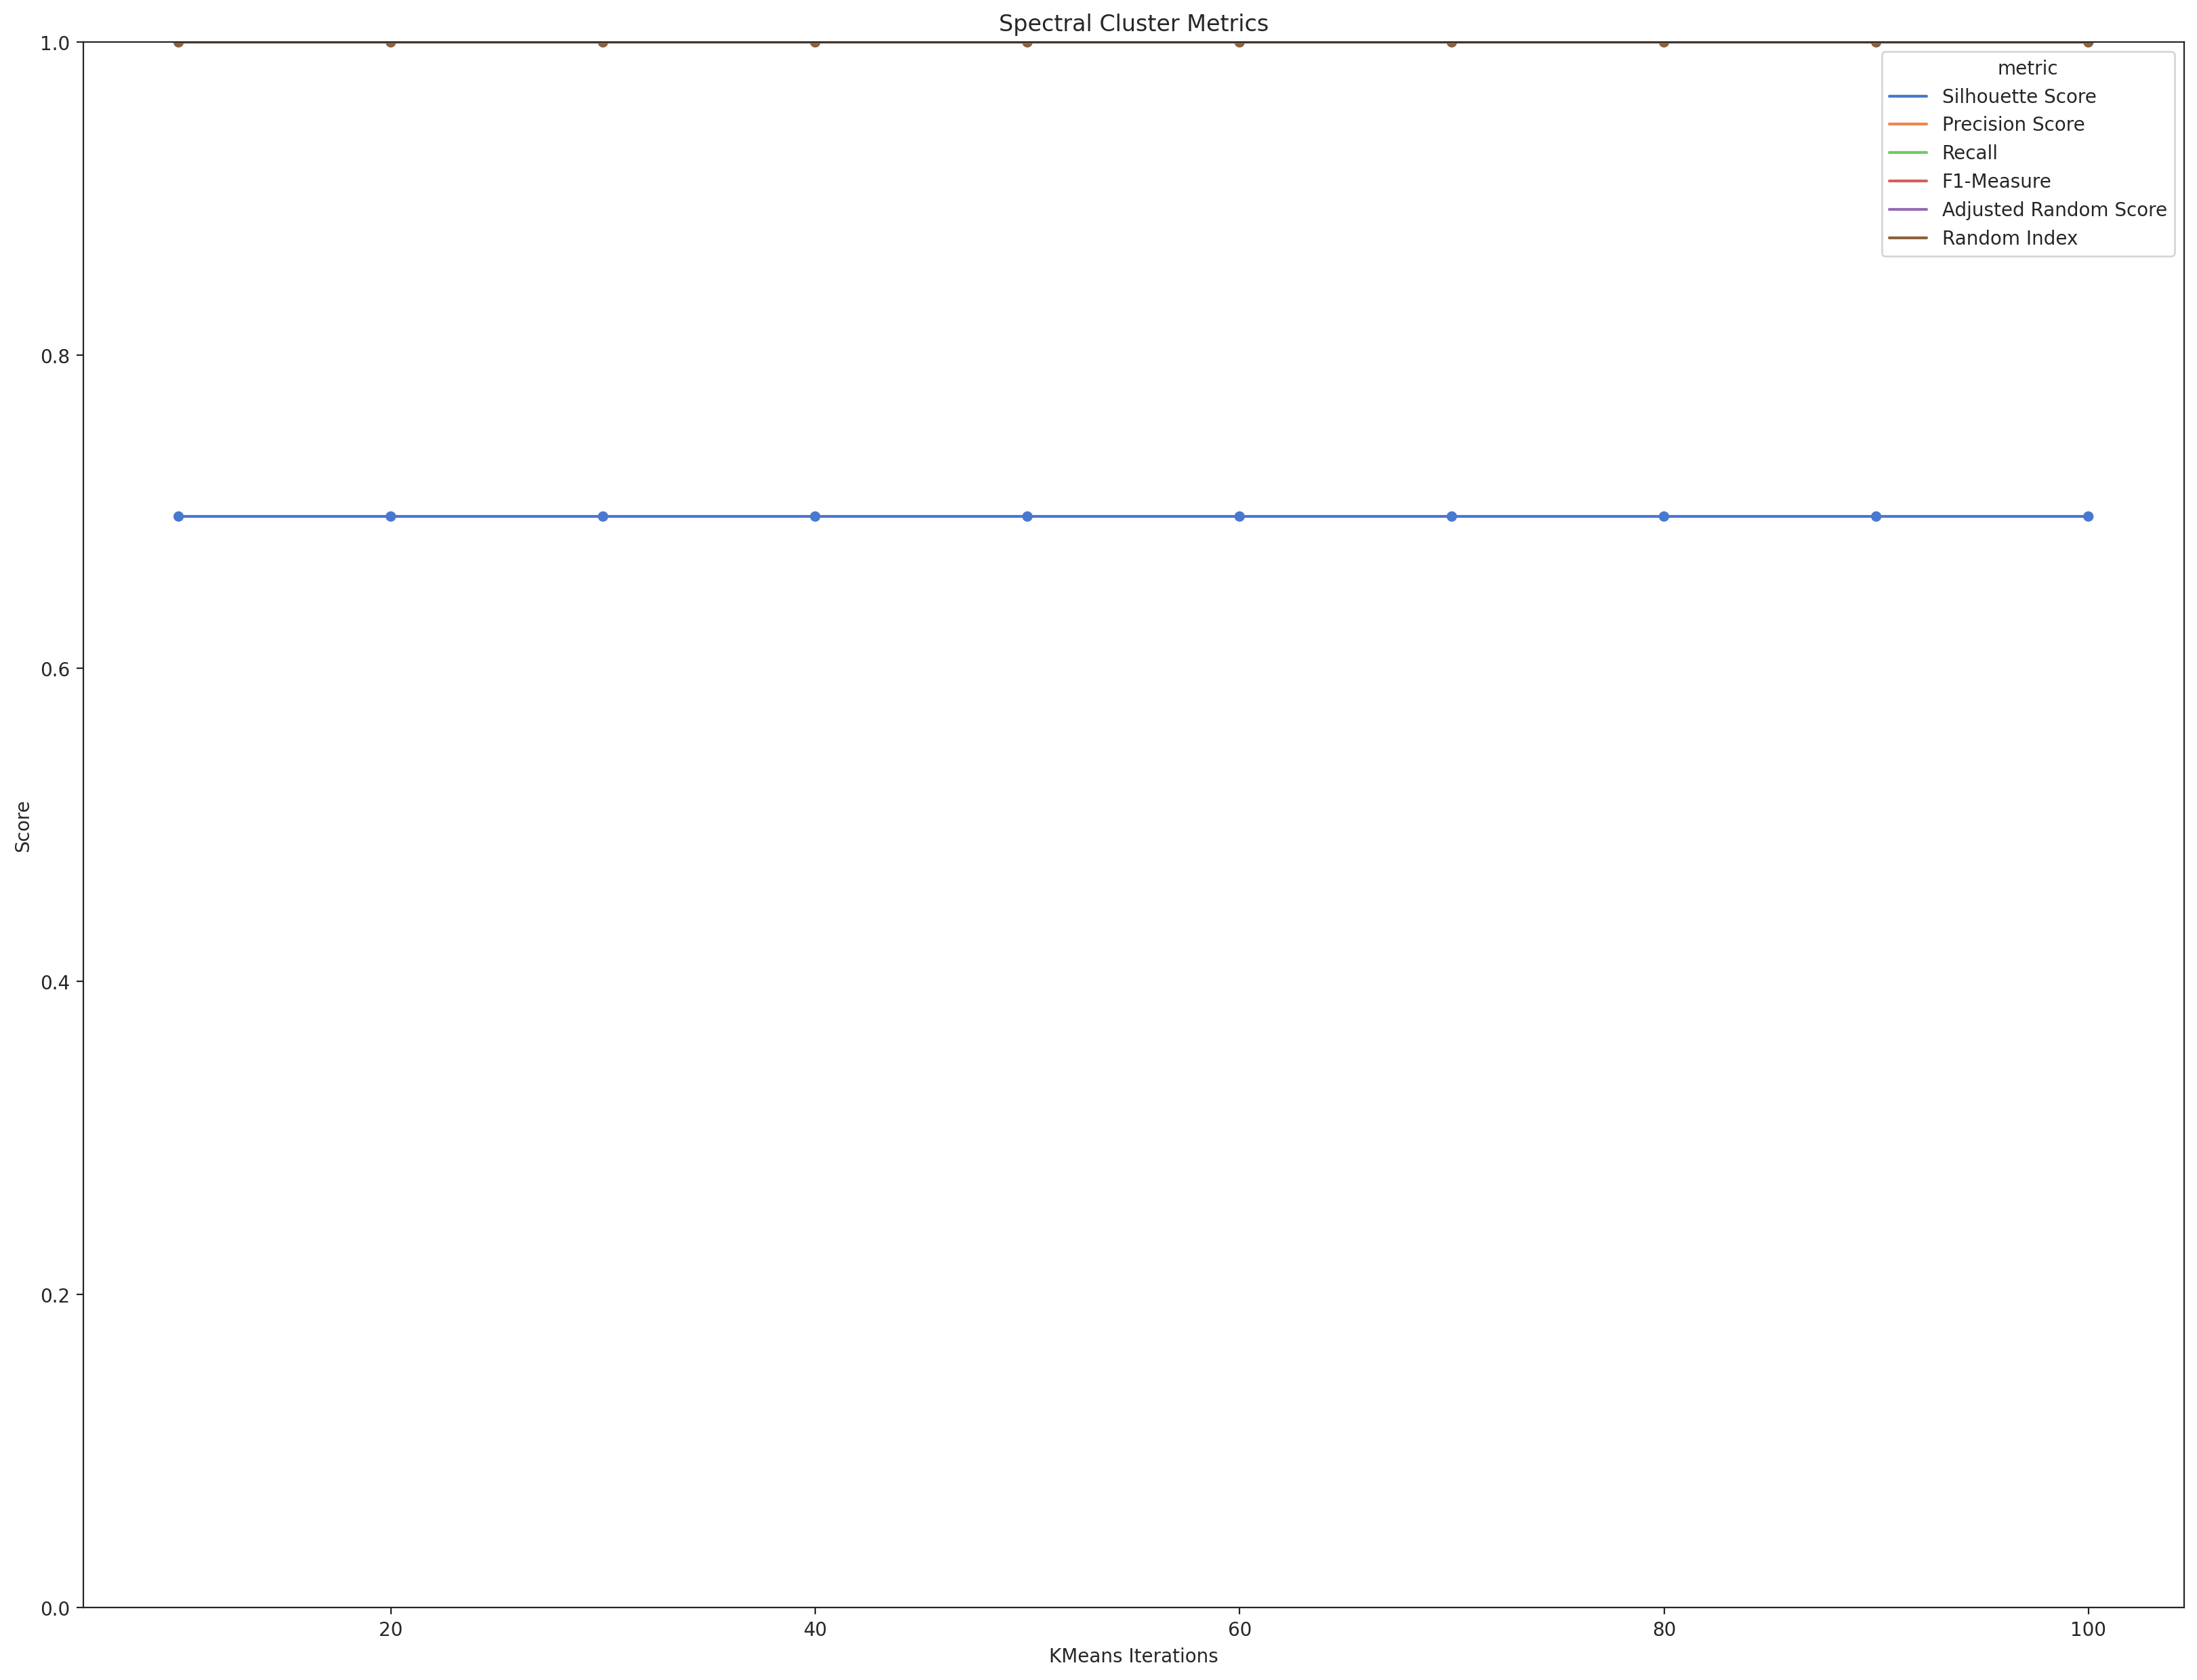 Spectral Cluster Metrics
1.0
0.8
0.6
0.4
0.2
0.0
Score
metric
Silhouette Score
Precision Score
Recall
F1-Measure
Adjusted Random Score
Random Index
20 40 60 80 100
KMeans Iterations